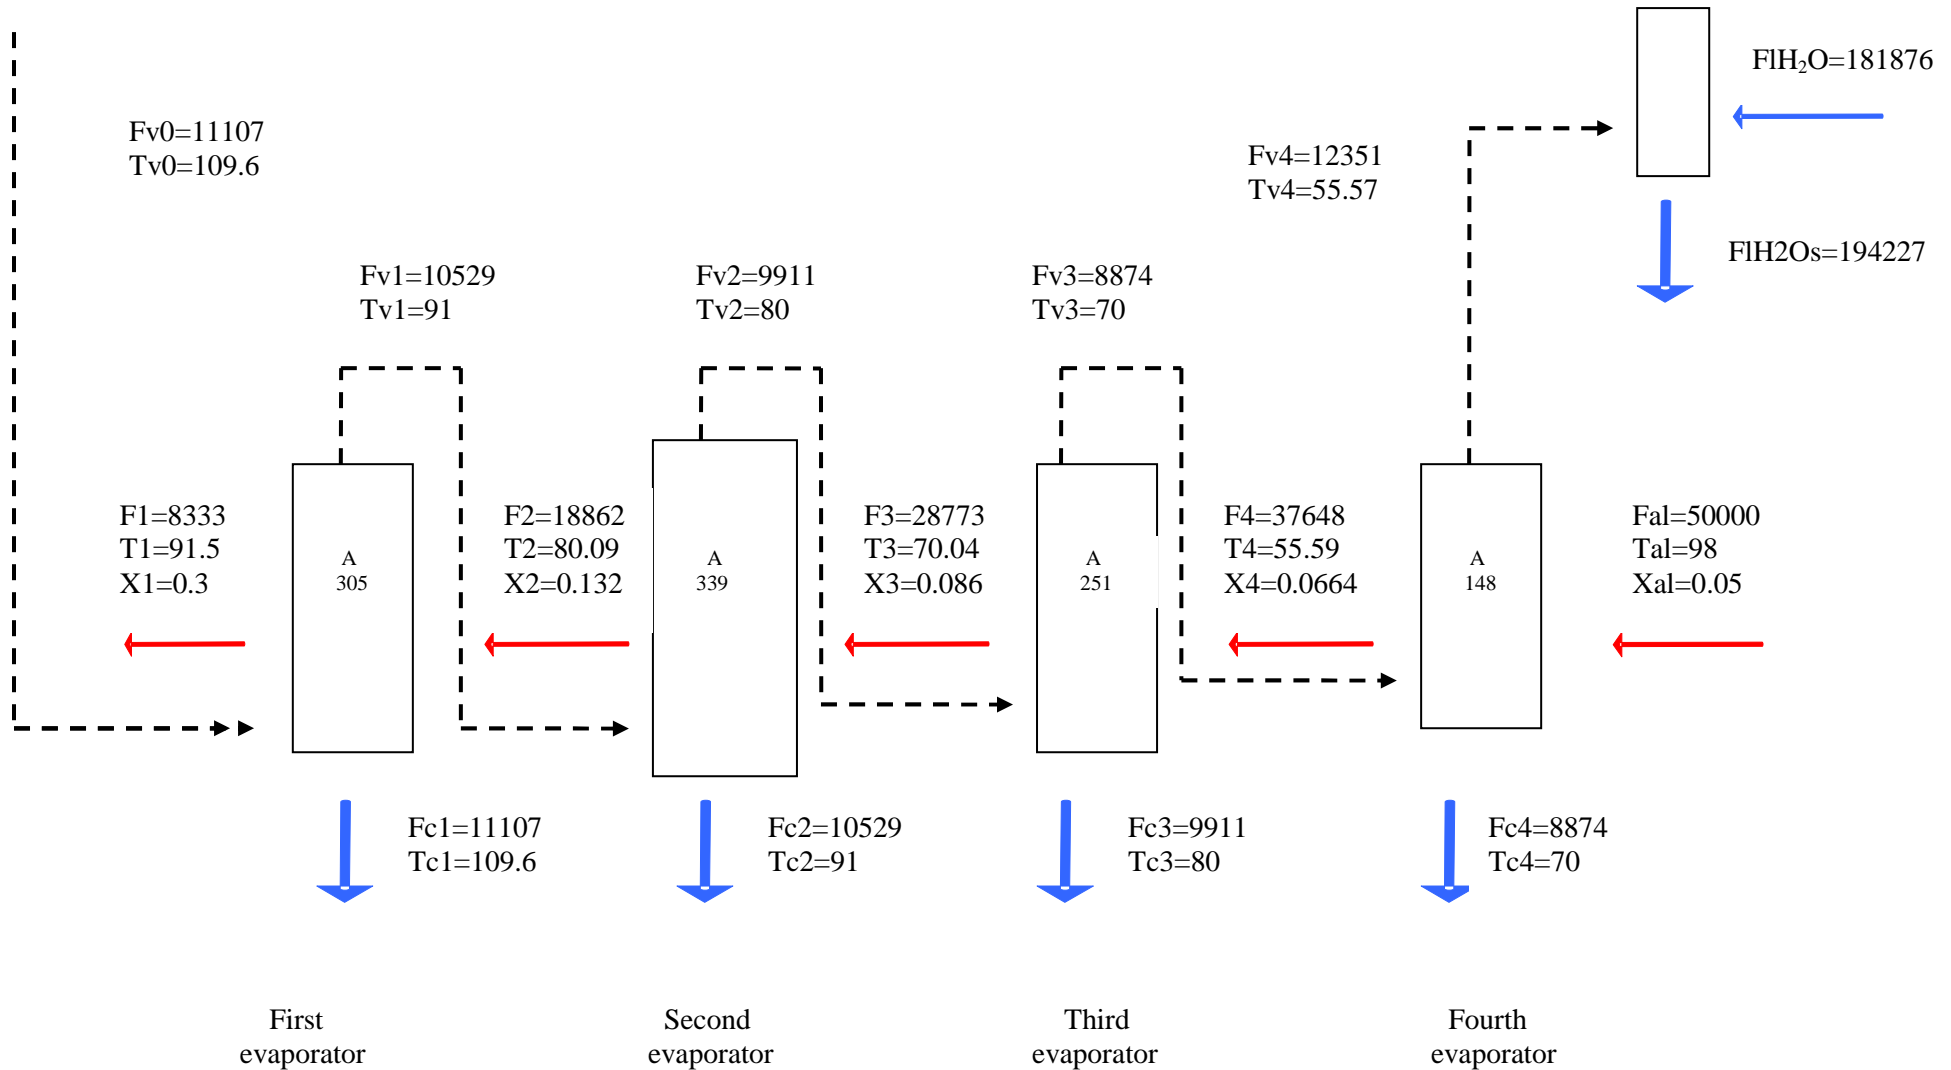 FlH₂O=181876
Fv0=11107
Tv0=109.6
Fv4=12351
Tv4=55.57
FlH2Os=194227
Fv1=10529
Tv1=91
Fv2=9911
Tv2=80
Fv3=8874
Tv3=70
F1=8333
T1=91.5
X1=0.3
A
305
F2=18862
T2=80.09
X2=0.132
A
339
F3=28773
T3=70.04
X3=0.086
A
251
F4=37648
T4=55.59
X4=0.0664
A
148
Fal=50000
Tal=98
Xal=0.05
Fc1=11107
Tc1=109.6
Fc2=10529
Tc2=91
Fc3=9911
Tc3=80
Fc4=8874
Tc4=70
First
evaporator
Second
evaporator
Third
evaporator
Fourth
evaporator